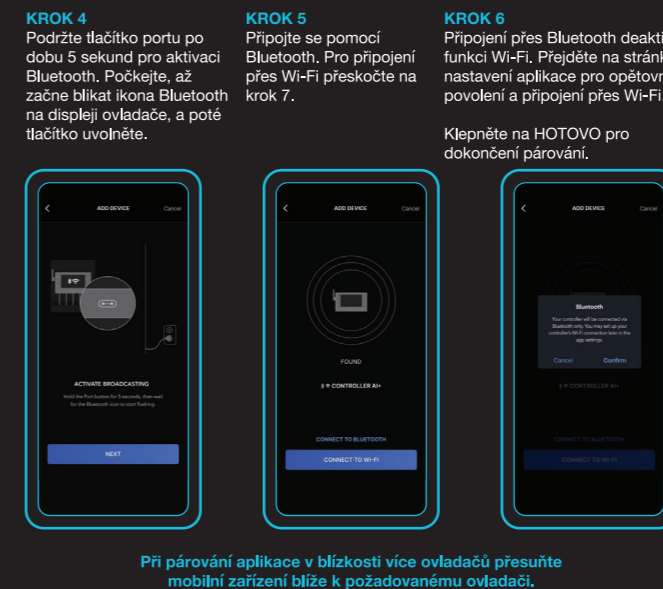 KROK 4
Podržte tlačítko portu po
dobu 5 sekund pro aktivaci
Bluetooth. Počkejte, až
začne blikat ikona Bluetooth
na displeji ovladače, a poté
tlačítko uvolněte.
KROK 5
Připojte se pomocí
Bluetooth. Pro připojení
přes Wi-Fi přeskočte na
krok 7.
KROK 6
Připojení přes Bluetooth deakti
funkci Wi-Fi. Přejděte na stránk
nastavení aplikace pro opětovn
povolení a připojení přes Wi-Fi.
Klepněte na HOTOVO pro
dokončení párování.
ADD DEVICE
Cancel
ACTIVATE BROADCASTING
Hold the Port button for 5 seconds, then wait
for the Bluetooth icon to start flashing.
NEXT
ADD DEVICE
Cancel
FOUND
CONTROLLER AI+
CONNECT TO BLUETOOTH
CONNECT TO WI-FI
ADD DEVICE
Cancel
Bluetooth
Your controller will be connected via
Bluetooth only. You may set up your
controller's Wi-Fi connection later in the
app settings.
Cancel Confirm
CONTROLLER AI+
CONNECT TO BLUETOOTH
CONNECT TO WI-FI
Při párování aplikace v blízkosti více ovladačů přesuňte
mobilní zařízení blíže k požadovanému ovladači.